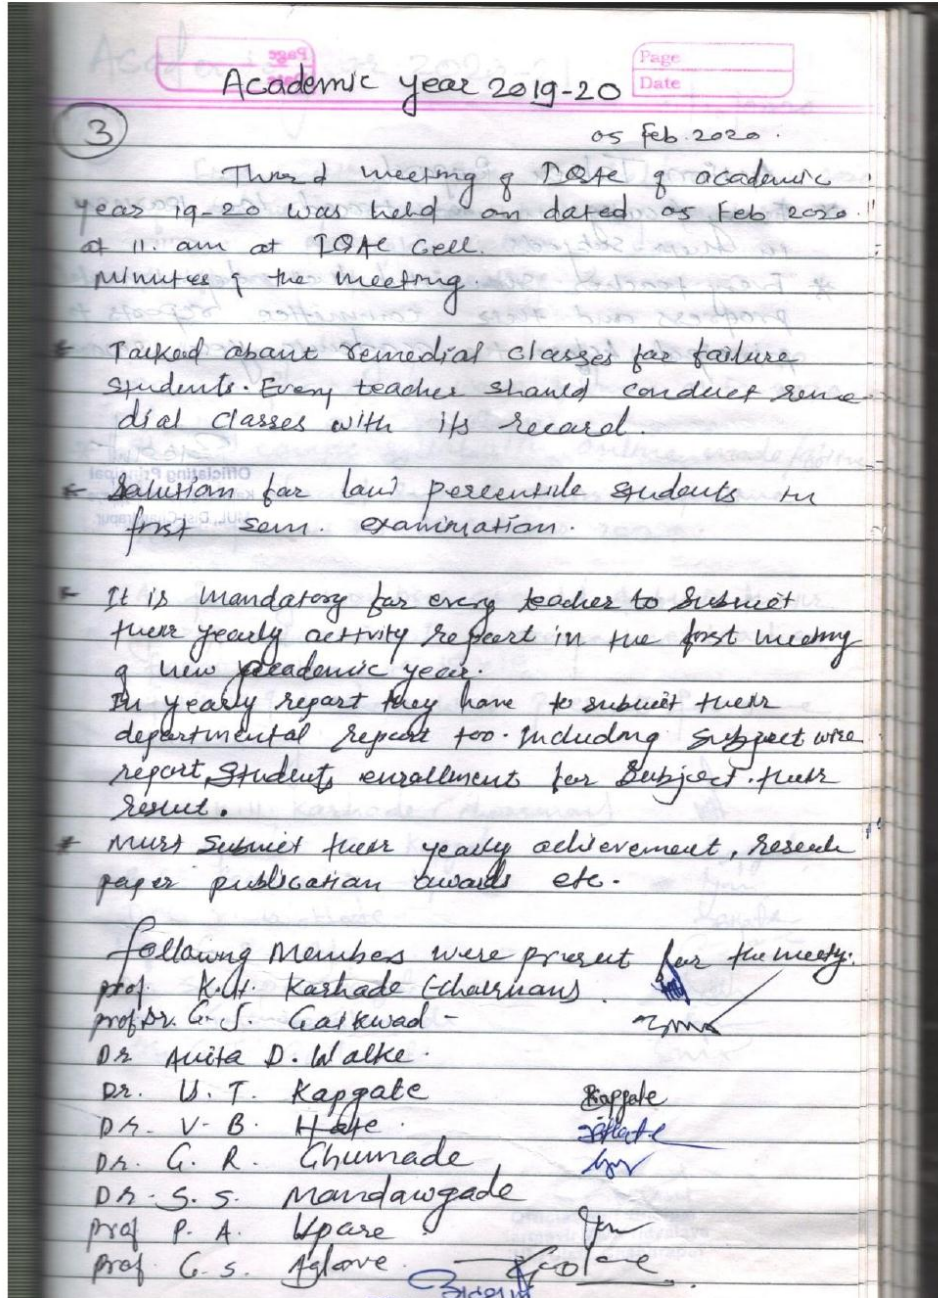 Page
Date
Academic year 2019-20
3
05 Feb. 2020.
Third meeting of IQAC of academic
year 19-20 was held on dated 05 Feb 2020.
at 11. am at IQAC Cell.
Minutes of the meeting.
* Talked about remedial classes for failure
students. Every teacher should conduct reme-
dial classes with its record.
* Solution for low percentile students in
first sem. examination.
* It is mandatory for every teacher to submit
their yearly activity report in the first meeting
of new academic year.
In yearly report they have to submit their
departmental report too. Including subject wise
report, students enrollment for subject. their
result.
* Must submit their yearly achievement, research
paper publication awards etc.
Following Members were present for the meeting.
prof. K.H. Karhade (Chairman)
prof Dr. G. S. Gaikwad -
Dr Anita D. Walke.
Dr. U. T. Kapgate Kapgate
Dr. V. B. Hate.
Dr. G. R. Ghumade
Dr. S. S. Mandawgade
prof P. A. Upare
prof. G. S. Aglave